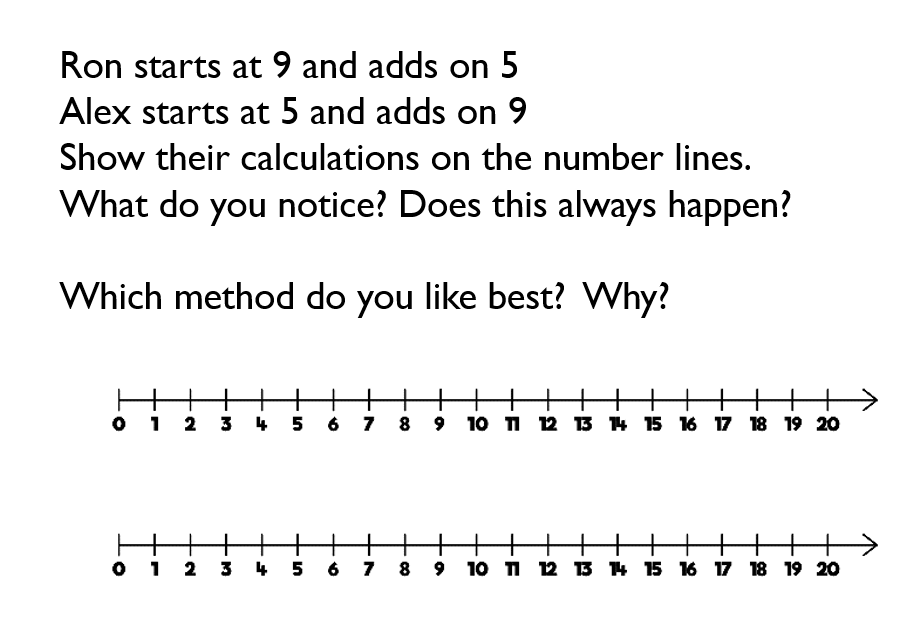 Ron starts at 9 and adds on 5
Alex starts at 5 and adds on 9
Show their calculations on the number lines.
What do you notice? Does this always happen?
Which method do you like best? Why?
0 1 2 3 4 5 6 7 8 9 10 11 12 13 14 15 16 17 18 19 20
0 1 2 3 4 5 6 7 8 9 10 11 12 13 14 15 16 17 18 19 20